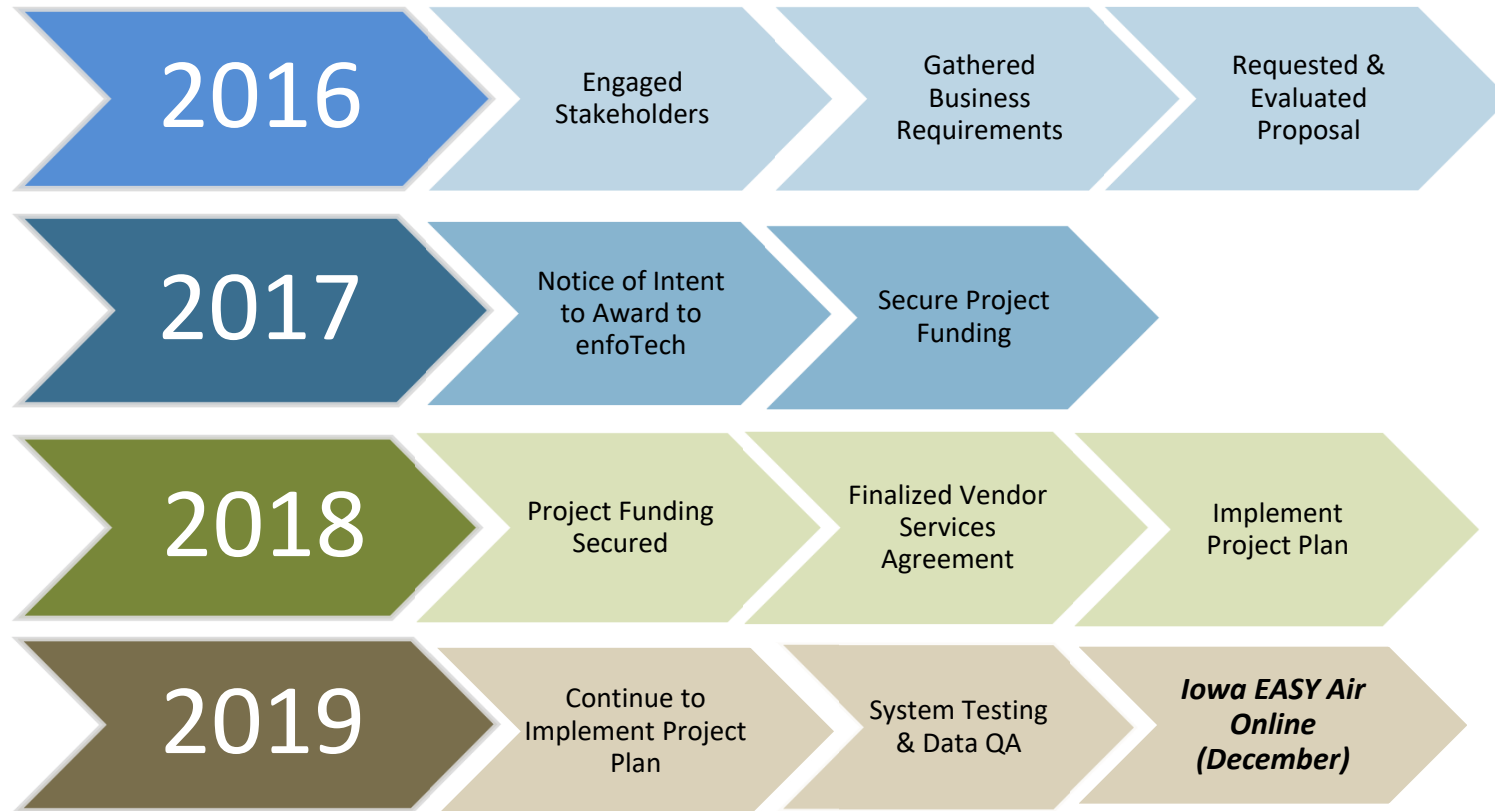 2016
Engaged
Stakeholders
Gathered
Business
Requirements
Requested &
Evaluated
Proposal
2017
Notice of Intent
to Award to
enfoTech
Secure Project
Funding
2018
Project Funding
Secured
Finalized Vendor
Services
Agreement
Implement
Project Plan
2019
Continue to
Implement Project
Plan
System Testing
& Data QA
Iowa EASY Air
Online
(December)